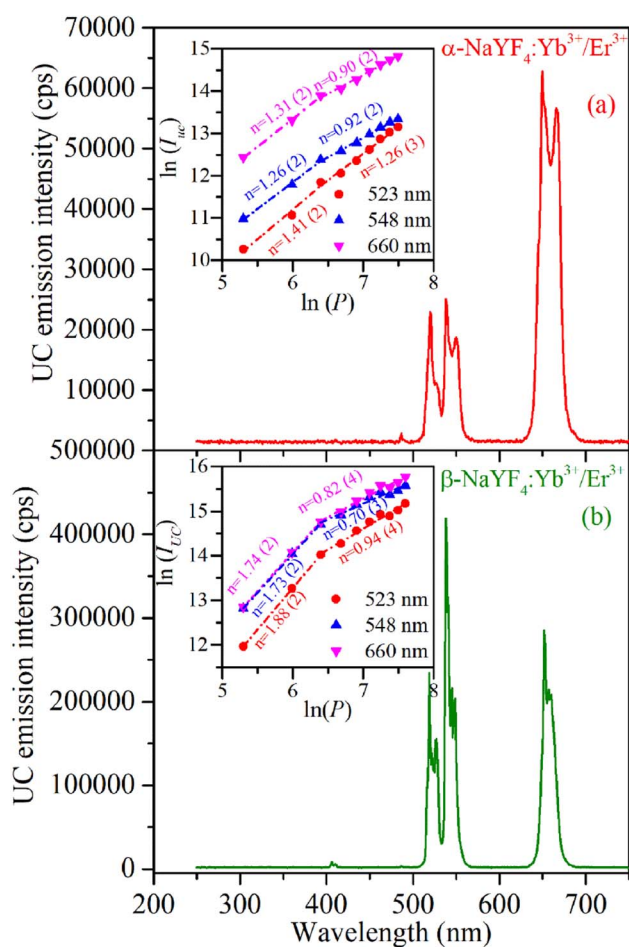 UC emission intensity (cps)
60000
50000
40000
30000
20000
10000
α-NaYF₄:Yb³⁺/Er³⁺
(a)
ln (Iuc)
15
14
13
12
11
10
n=1.31 (2)
n=0.90 (2)
n=1.26 (2)
n=0.92 (2)
n=1.26 (3)
n=1.41 (2)
523 nm
548 nm
660 nm
5 6 7 8
ln (P)
UC emission intensity (cps)
500000
400000
300000
200000
100000
0
β-NaYF₄:Yb³⁺/Er³⁺
(b)
ln (IUC)
16
15
14
13
12
n=1.74 (2)
n=0.82 (4)
n=1.73 (2)
n=0.70 (3)
n=0.94 (4)
n=1.88 (2)
523 nm
548 nm
660 nm
5 6 7 8
ln(P)
200 300 400 500 600 700
Wavelength (nm)